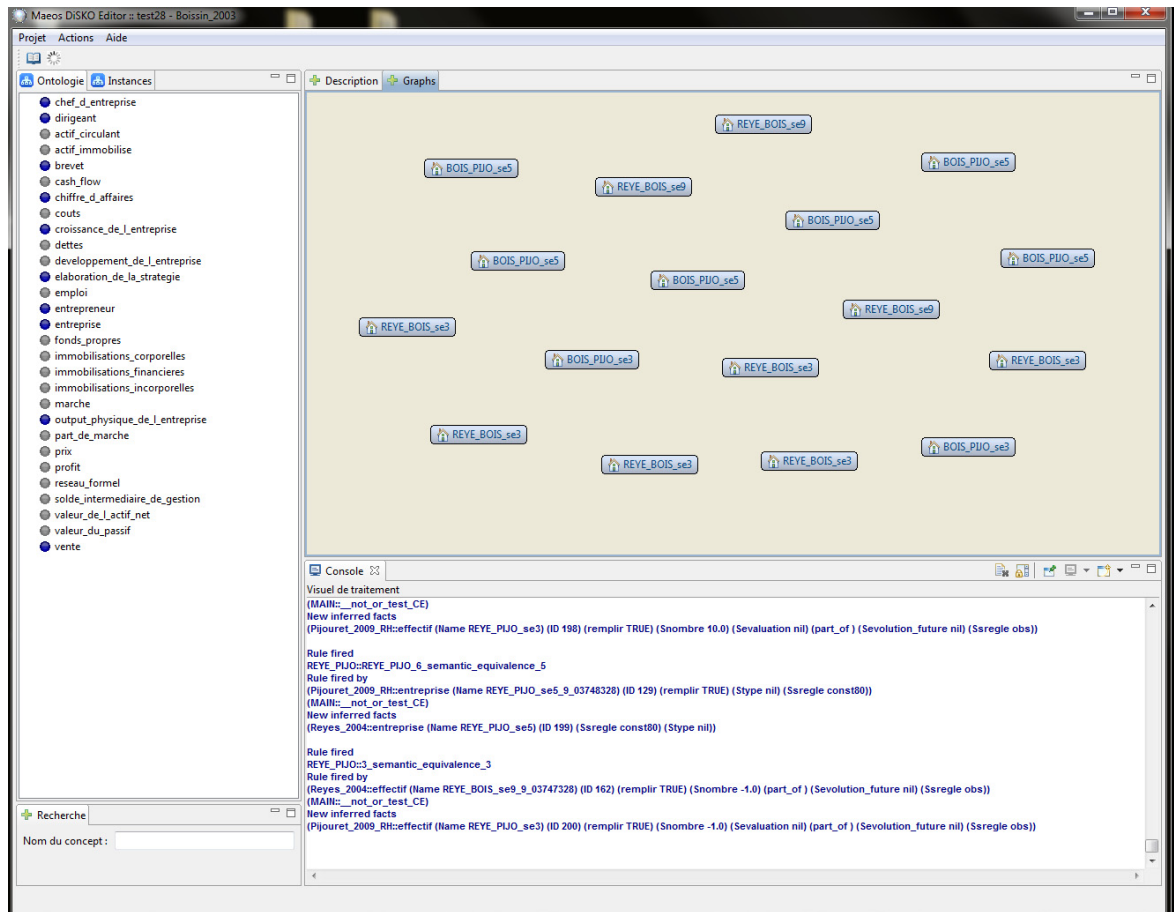 Maeos DiSKO Editor :: test28 - Boissin_2003
Projet Actions Aide
Ontologie Instances
chef_d_entreprise
dirigeant
actif_circulant
actif_immobilise
brevet
cash_flow
chiffre_d_affaires
couts
croissance_de_l_entreprise
dettes
developpement_de_l_entreprise
elaboration_de_la_strategie
emploi
entrepreneur
entreprise
fonds_propres
immobilisations_corporelles
immobilisations_financieres
immobilisations_incorporelles
marche
output_physique_de_l_entreprise
part_de_marche
prix
profit
reseau_formel
solde_intermediaire_de_gestion
valeur_de_l_actif_net
valeur_du_passif
vente
Recherche
Nom du concept :
Description Graphs
REYE_BOIS_se9
BOIS_PIJO_se5
BOIS_PIJO_se5
REYE_BOIS_se9
BOIS_PIJO_se5
BOIS_PIJO_se5
BOIS_PIJO_se5
BOIS_PIJO_se5
REYE_BOIS_se9
REYE_BOIS_se3
BOIS_PIJO_se3
REYE_BOIS_se3
REYE_BOIS_se3
REYE_BOIS_se3
BOIS_PIJO_se3
REYE_BOIS_se3
REYE_BOIS_se3
Console
Visuel de traitement
(MAIN::__not_or_test_CE)
New inferred facts
(Pijouret_2009_RH::effectif (Name REYE_PIJO_se3) (ID 198) (remplir TRUE) (Snombre 10.0) (Sevaluation nil) (part_of ) (Sevolution_future nil) (Ssregle obs))
Rule fired
REYE_PIJO::REYE_PIJO_6_semantic_equivalence_5
Rule fired by
(Pijouret_2009_RH::entreprise (Name REYE_PIJO_se5_9_03748328) (ID 129) (remplir TRUE) (Stype nil) (Ssregle const80))
(MAIN::__not_or_test_CE)
New inferred facts
(Reyes_2004::entreprise (Name REYE_PIJO_se5) (ID 199) (Ssregle const80) (Stype nil))
Rule fired
REYE_PIJO::3_semantic_equivalence_3
Rule fired by
(Reyes_2004::effectif (Name REYE_BOIS_se9_9_03747328) (ID 162) (remplir TRUE) (Snombre -1.0) (part_of ) (Sevolution_future nil) (Ssregle obs))
(MAIN::__not_or_test_CE)
New inferred facts
(Pijouret_2009_RH::effectif (Name REYE_PIJO_se3) (ID 200) (remplir TRUE) (Snombre -1.0) (Sevaluation nil) (part_of ) (Sevolution_future nil) (Ssregle obs))